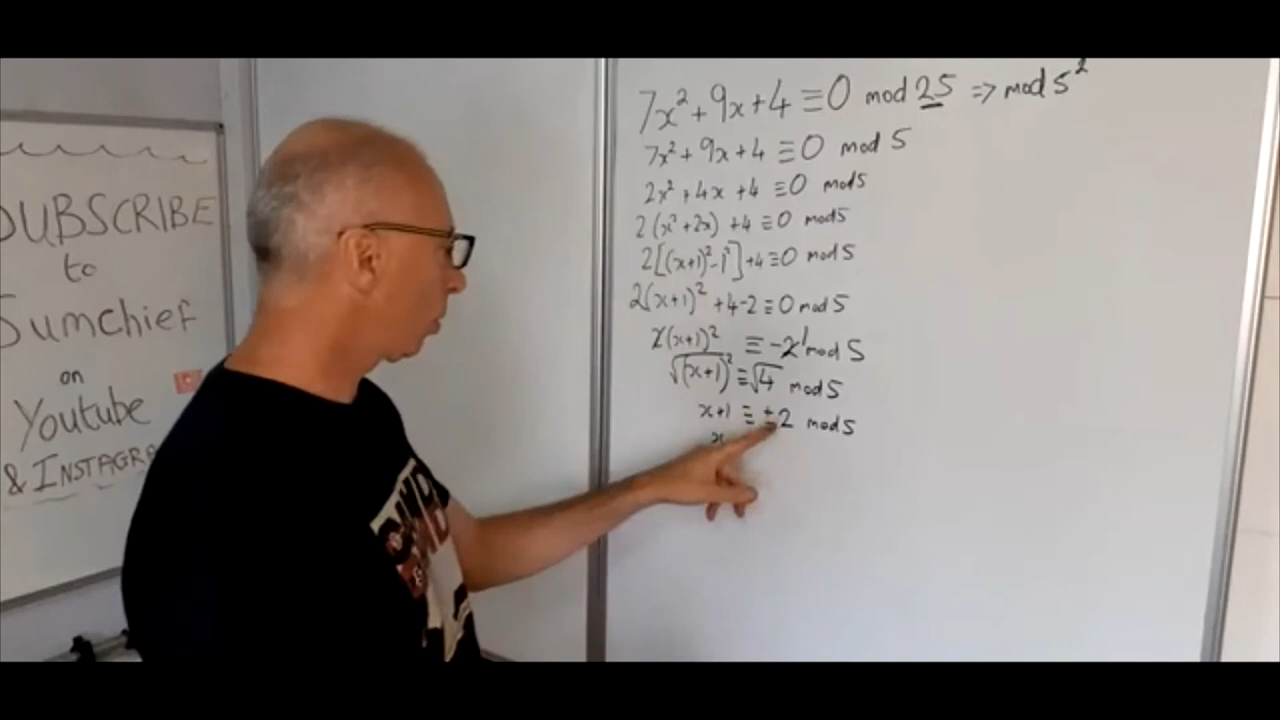 SUBSCRIBE
to
Sumchief
on
Youtube
& INSTAGRA
7x² + 9x + 4 ≡ 0 mod 25 => mod 5²
7x² + 9x + 4 ≡ 0 mod 5
2x² + 4x + 4 ≡ 0 mod 5
2(x² + 2x) + 4 ≡ 0 mod 5
2[(x+1)² - 1²] + 4 ≡ 0 mod 5
2(x+1)² + 4 - 2 ≡ 0 mod 5
2(x+1)² ≡ -2 1 mod 5
√(x+1)² ≡ √4 mod 5
x+1 ≡ ±2 mod 5
x